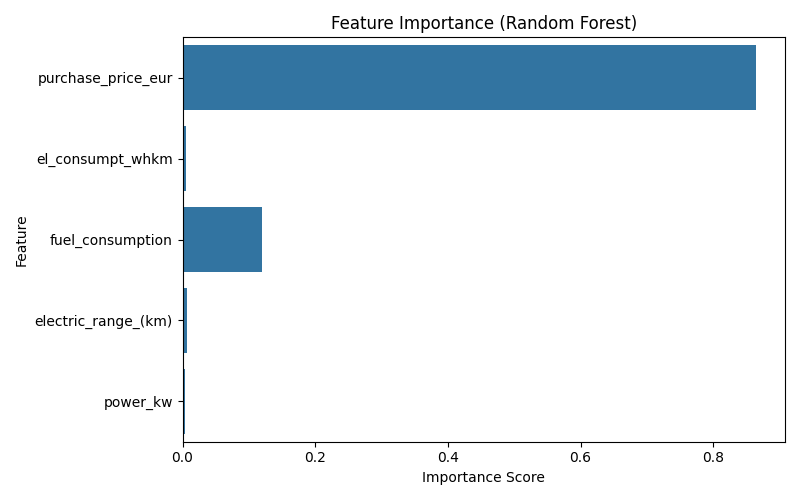 Feature Importance (Random Forest)
purchase_price_eur
el_consumpt_whkm
fuel_consumption
electric_range_(km)
power_kw
Feature
0.0 0.2 0.4 0.6 0.8
Importance Score